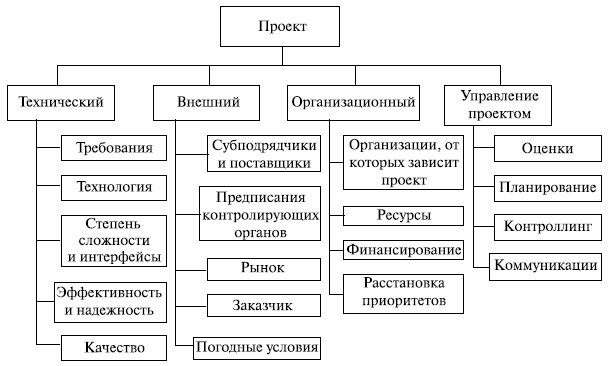 Проект
Технический
Требования
Технология
Степень
сложности
и интерфейсы
Эффективность
и надежность
Качество
Внешний
Субподрядчики
и поставщики
Предписания
контролирующих
органов
Рынок
Заказчик
Погодные условия
Организационный
Организации, от
которых зависит
проект
Ресурсы
Финансирование
Расстановка
приоритетов
Управление
проектом
Оценки
Планирование
Контроллинг
Коммуникации